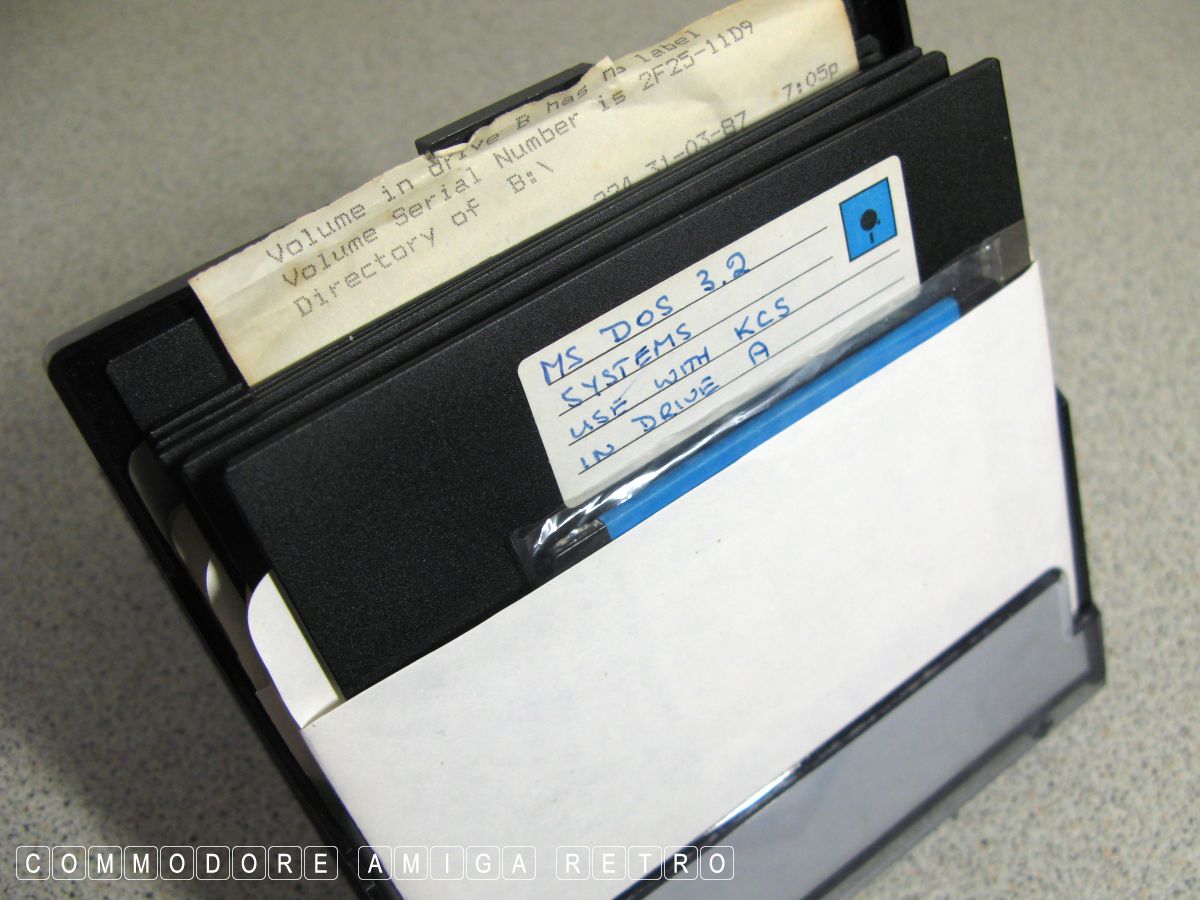 Volume in drive B has no label
Volume Serial Number is 2F25-11D9
Directory of B:\
31-03-87 7:05p
MS DOS 3.2
SYSTEMS
USE WITH KCS
IN DRIVE A
COMMODORE AMIGA RETRO